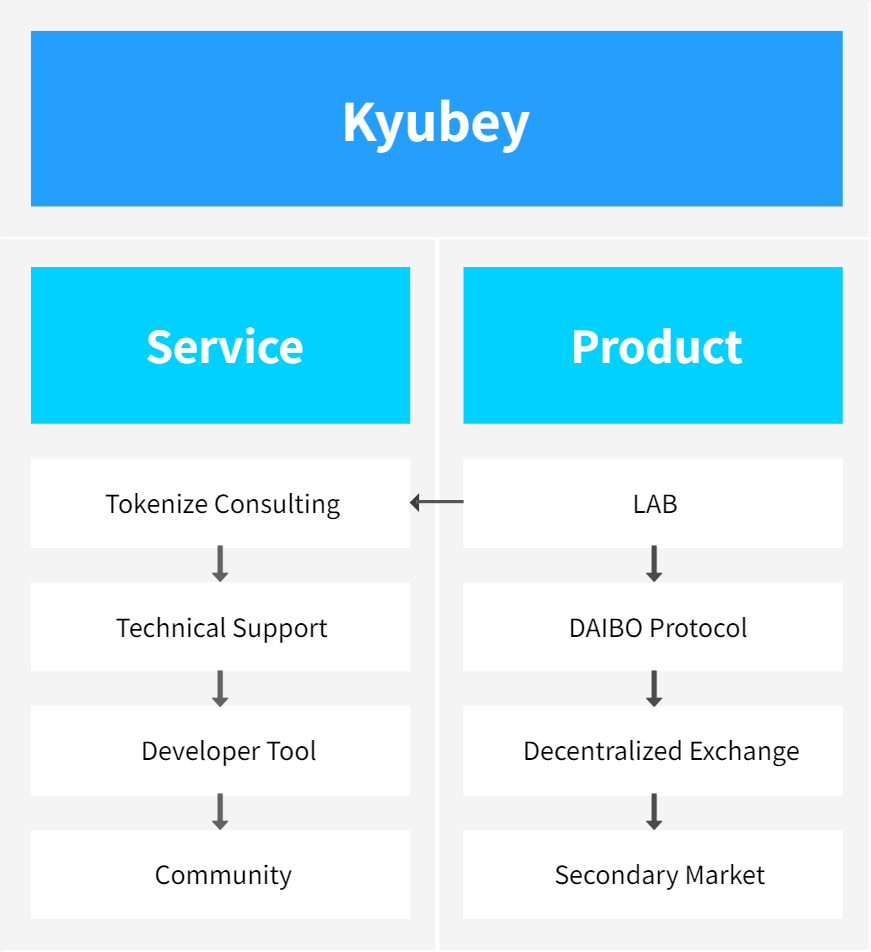 Kyubey
Service
Product
Tokenize Consulting
LAB
Technical Support
DAIBO Protocol
Developer Tool
Decentralized Exchange
Community
Secondary Market